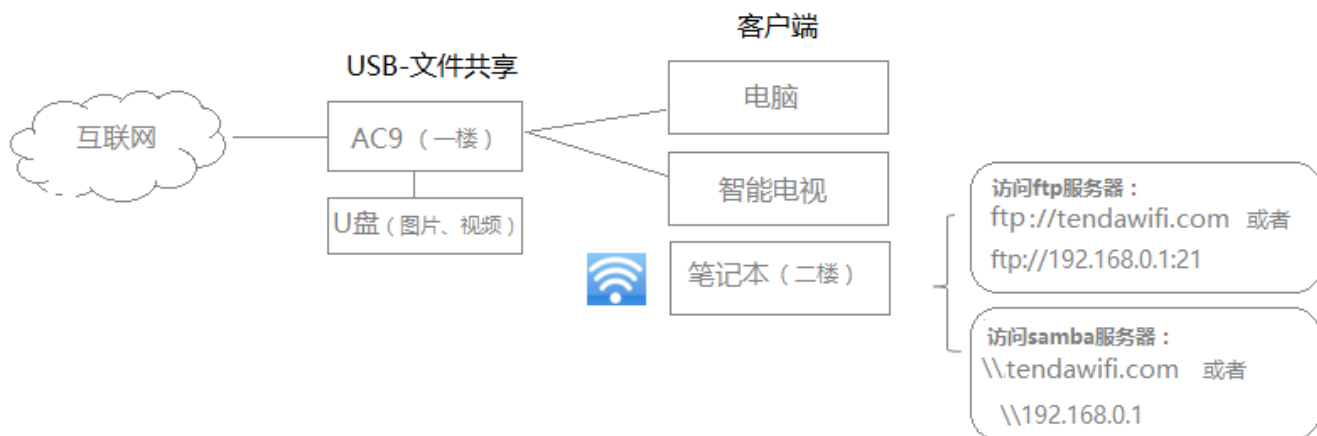 客户端
USB-文件共享
互联网
AC9（一楼）
U盘（图片、视频）
电脑
智能电视
笔记本（二楼）
访问ftp服务器：
ftp://tendawifi.com 或者
ftp://192.168.0.1:21
访问samba服务器：
\\.tendawifi.com 或者
\\192.168.0.1